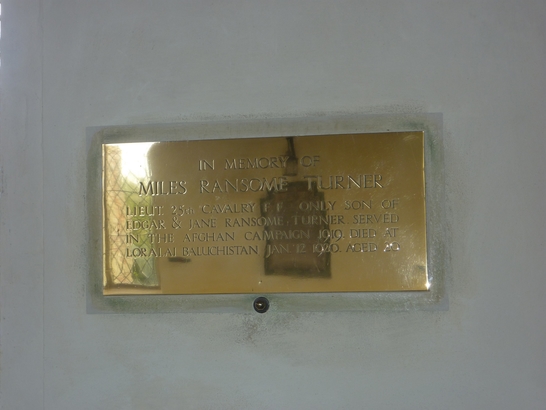 IN MEMORY OF
MILES RANSOME TURNER
LIEUT. 25TH CAVALRY F.F. ONLY SON OF
EDGAR & JANE RANSOME TURNER SERVED
IN THE AFGHAN CAMPAIGN 1919. DIED AT
LORALAI BALUCHISTAN JAN. 12. 1920. AGED 20